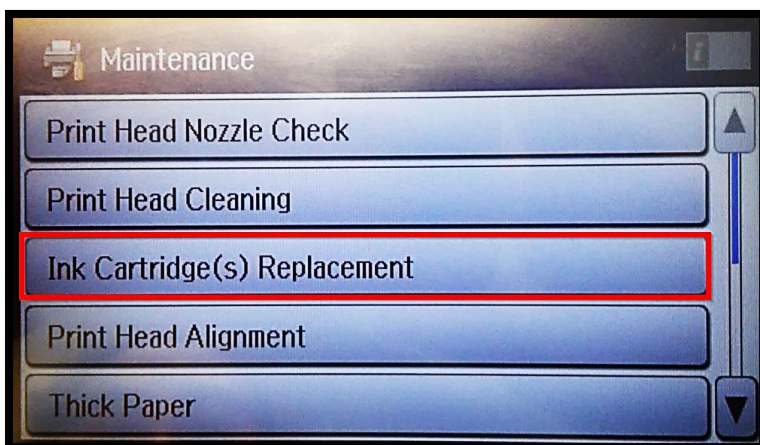 Maintenance
Print Head Nozzle Check
Print Head Cleaning
Ink Cartridge(s) Replacement
Print Head Alignment
Thick Paper